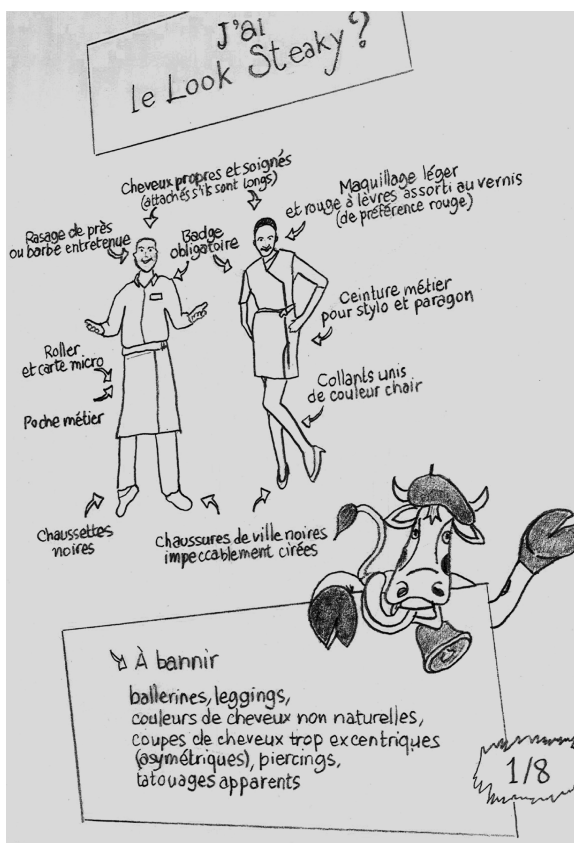 J'ai
le Look Steaky ?
Cheveux propres et soignés
(attachés s'ils sont longs)
Maquillage léger
et rouge à lèvres assorti au vernis
(de préférence rouge)
Rasage de près
ou barbe entretenue
Badge
obligatoire
Ceinture métier
pour stylo et paragon
Roller
et carte micro
Collants unis
de couleur chair
Poche métier
Chaussettes
noires
Chaussures de ville noires
impeccablement cirées
À bannir
ballerines, leggings,
couleurs de cheveux non naturelles,
coupes de cheveux trop excentriques
(asymétriques), piercings,
tatouages apparents
1/8